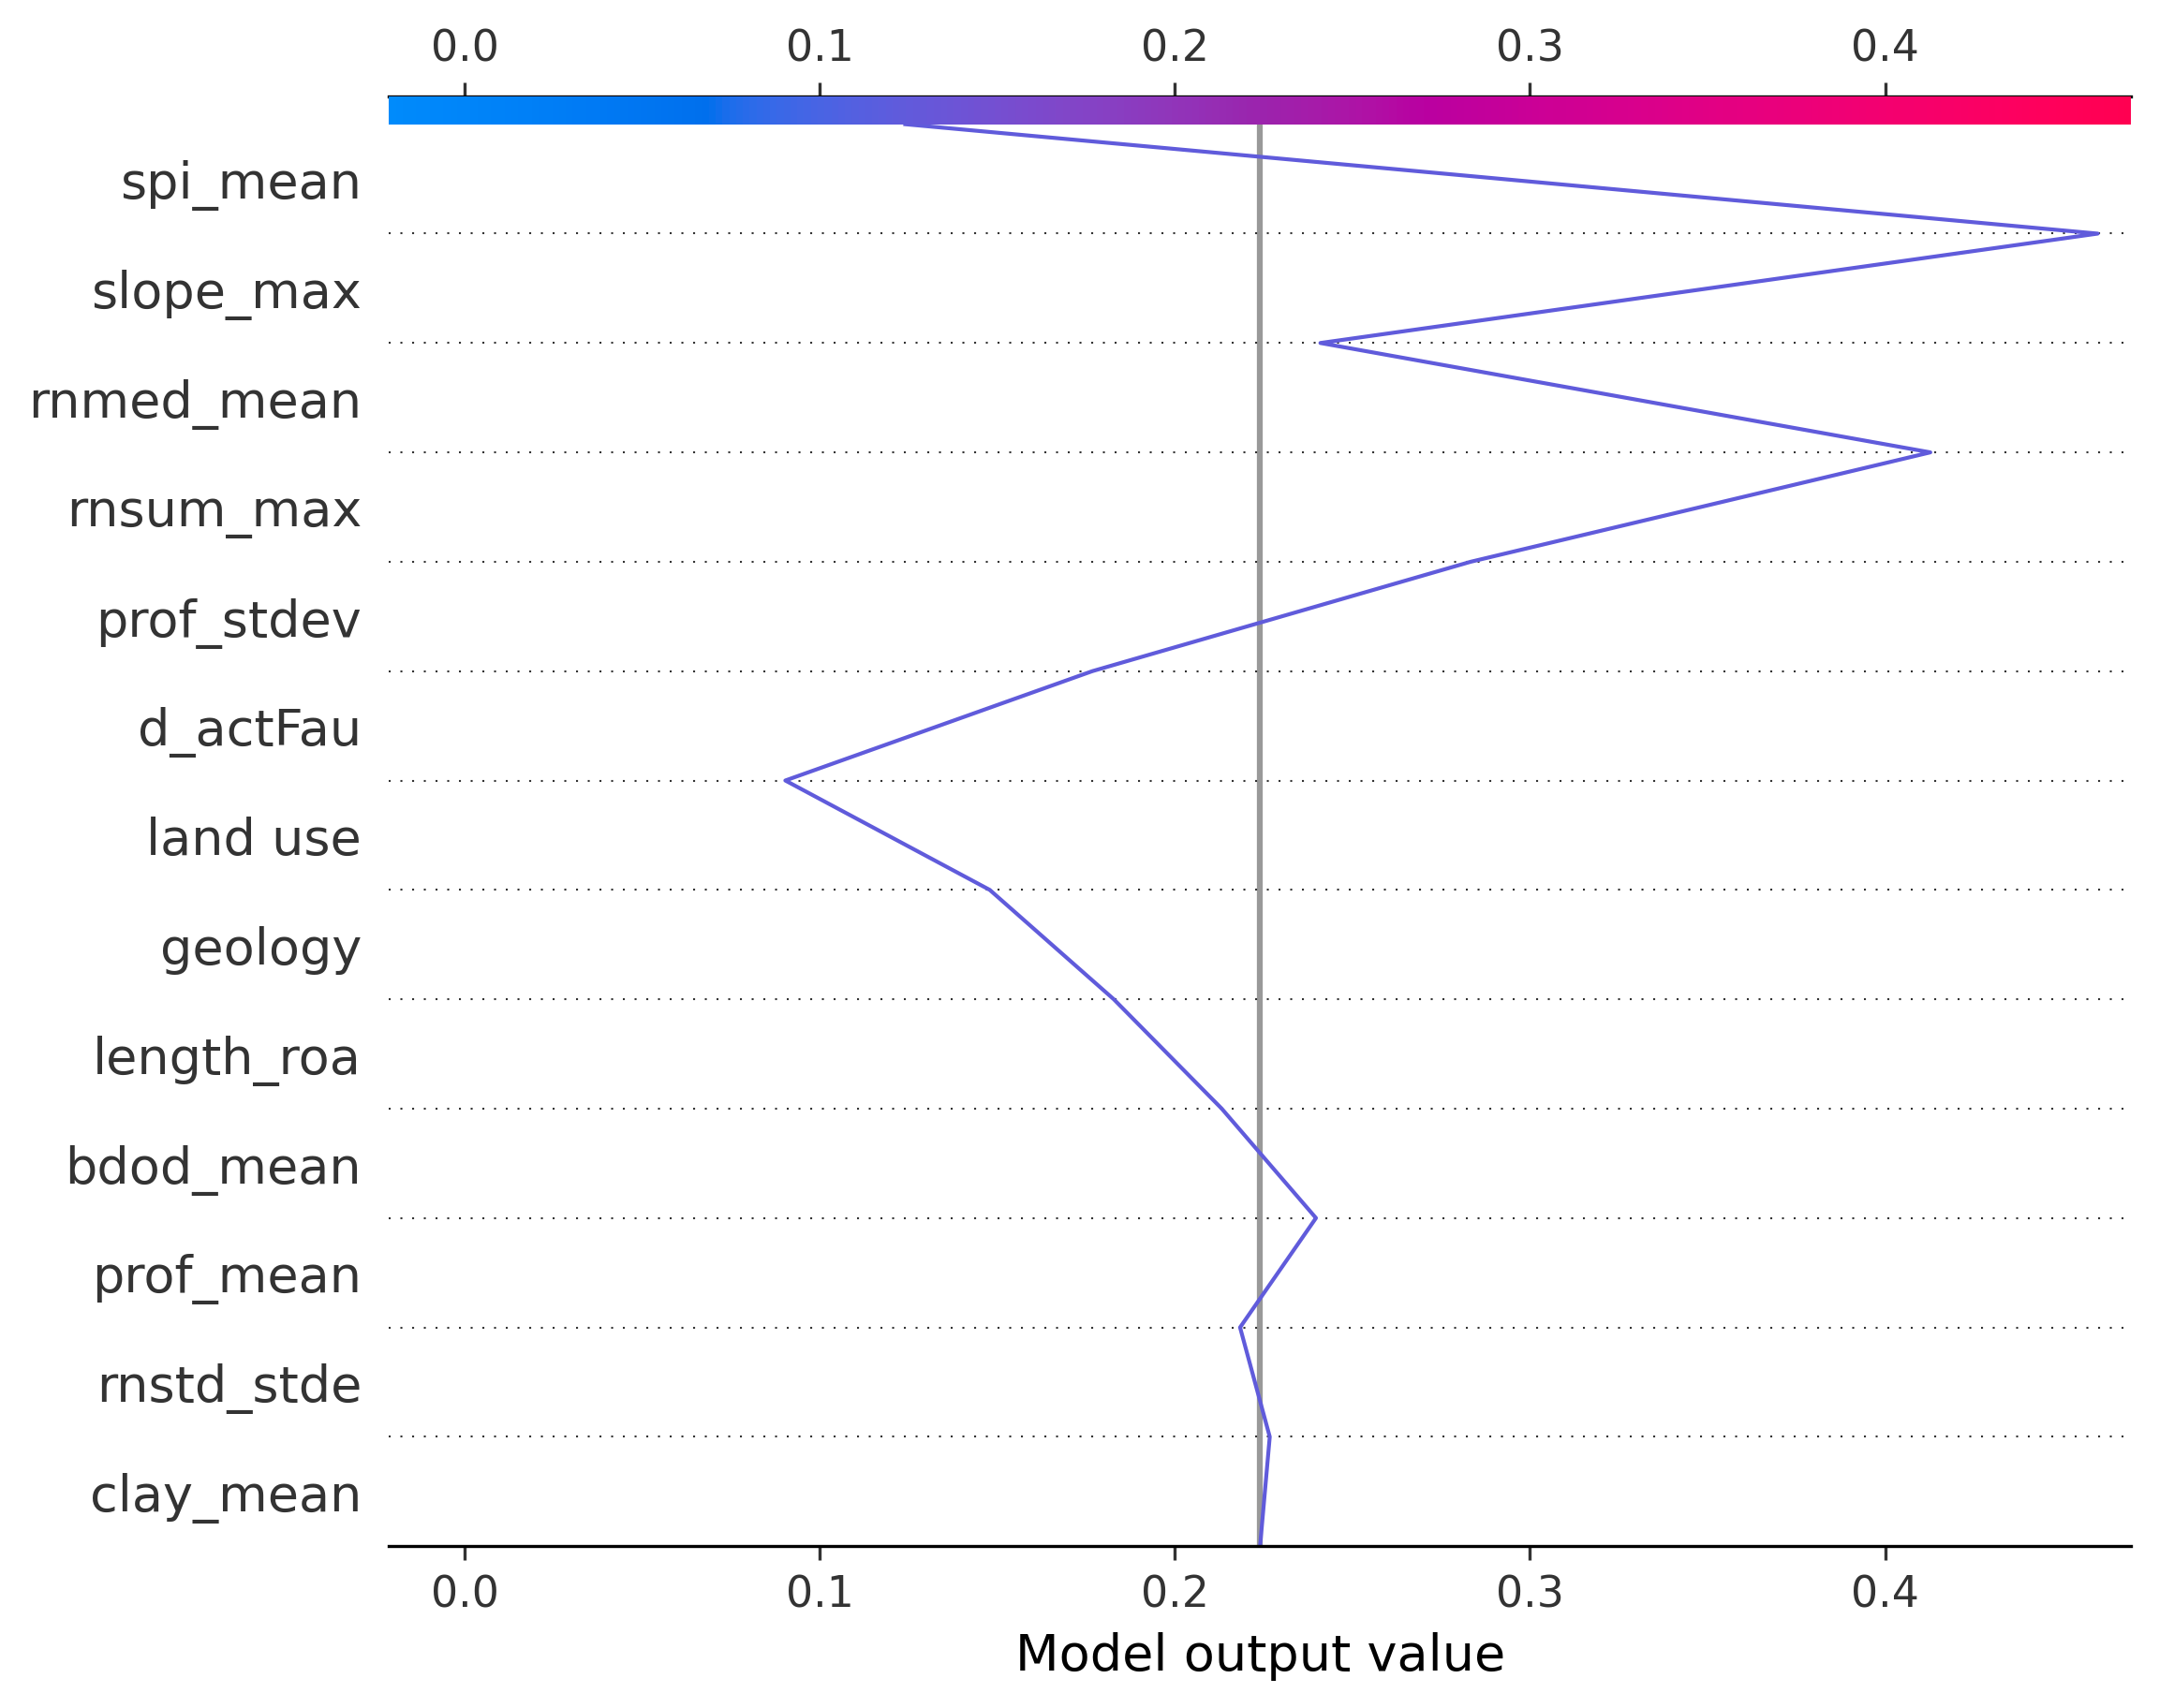 0.0 0.1 0.2 0.3 0.4
spi_mean
slope_max
rnmed_mean
rnsum_max
prof_stdev
d_actFau
land use
geology
length_roa
bdod_mean
prof_mean
rnstd_stde
clay_mean
0.0 0.1 0.2 0.3 0.4
Model output value